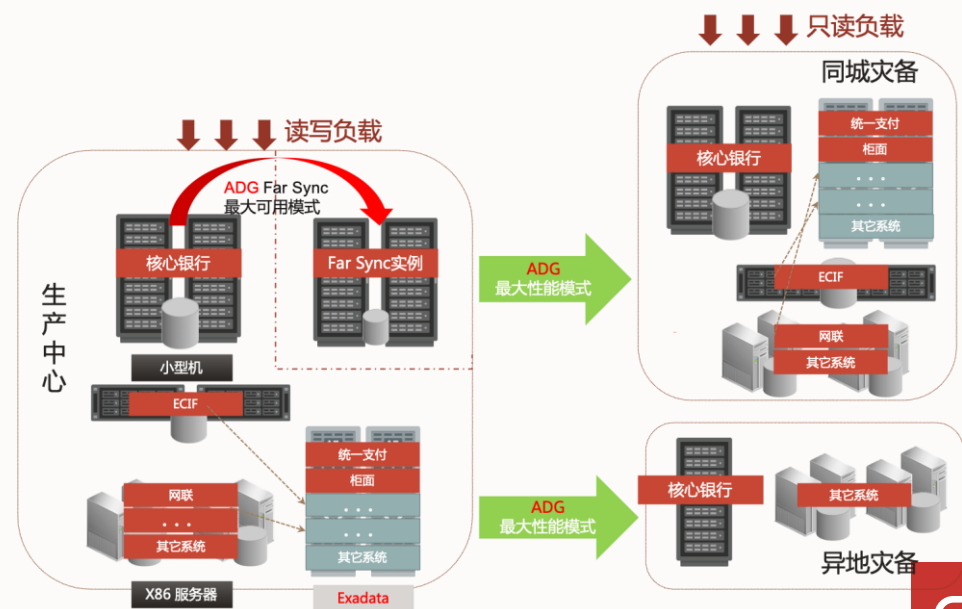 只读负载
同城灾备
核心银行
统一支付
柜面
• • •
• • •
其它系统
ECIF
网联
其它系统
读写负载
ADG Far Sync
最大可用模式
核心银行
Far Sync实例
ADG
最大性能模式
生产中心
小型机
ECIF
统一支付
柜面
• • •
• • •
其它系统
网联
• • •
其它系统
X86 服务器
Exadata
ADG
最大性能模式
核心银行
其它系统
异地灾备